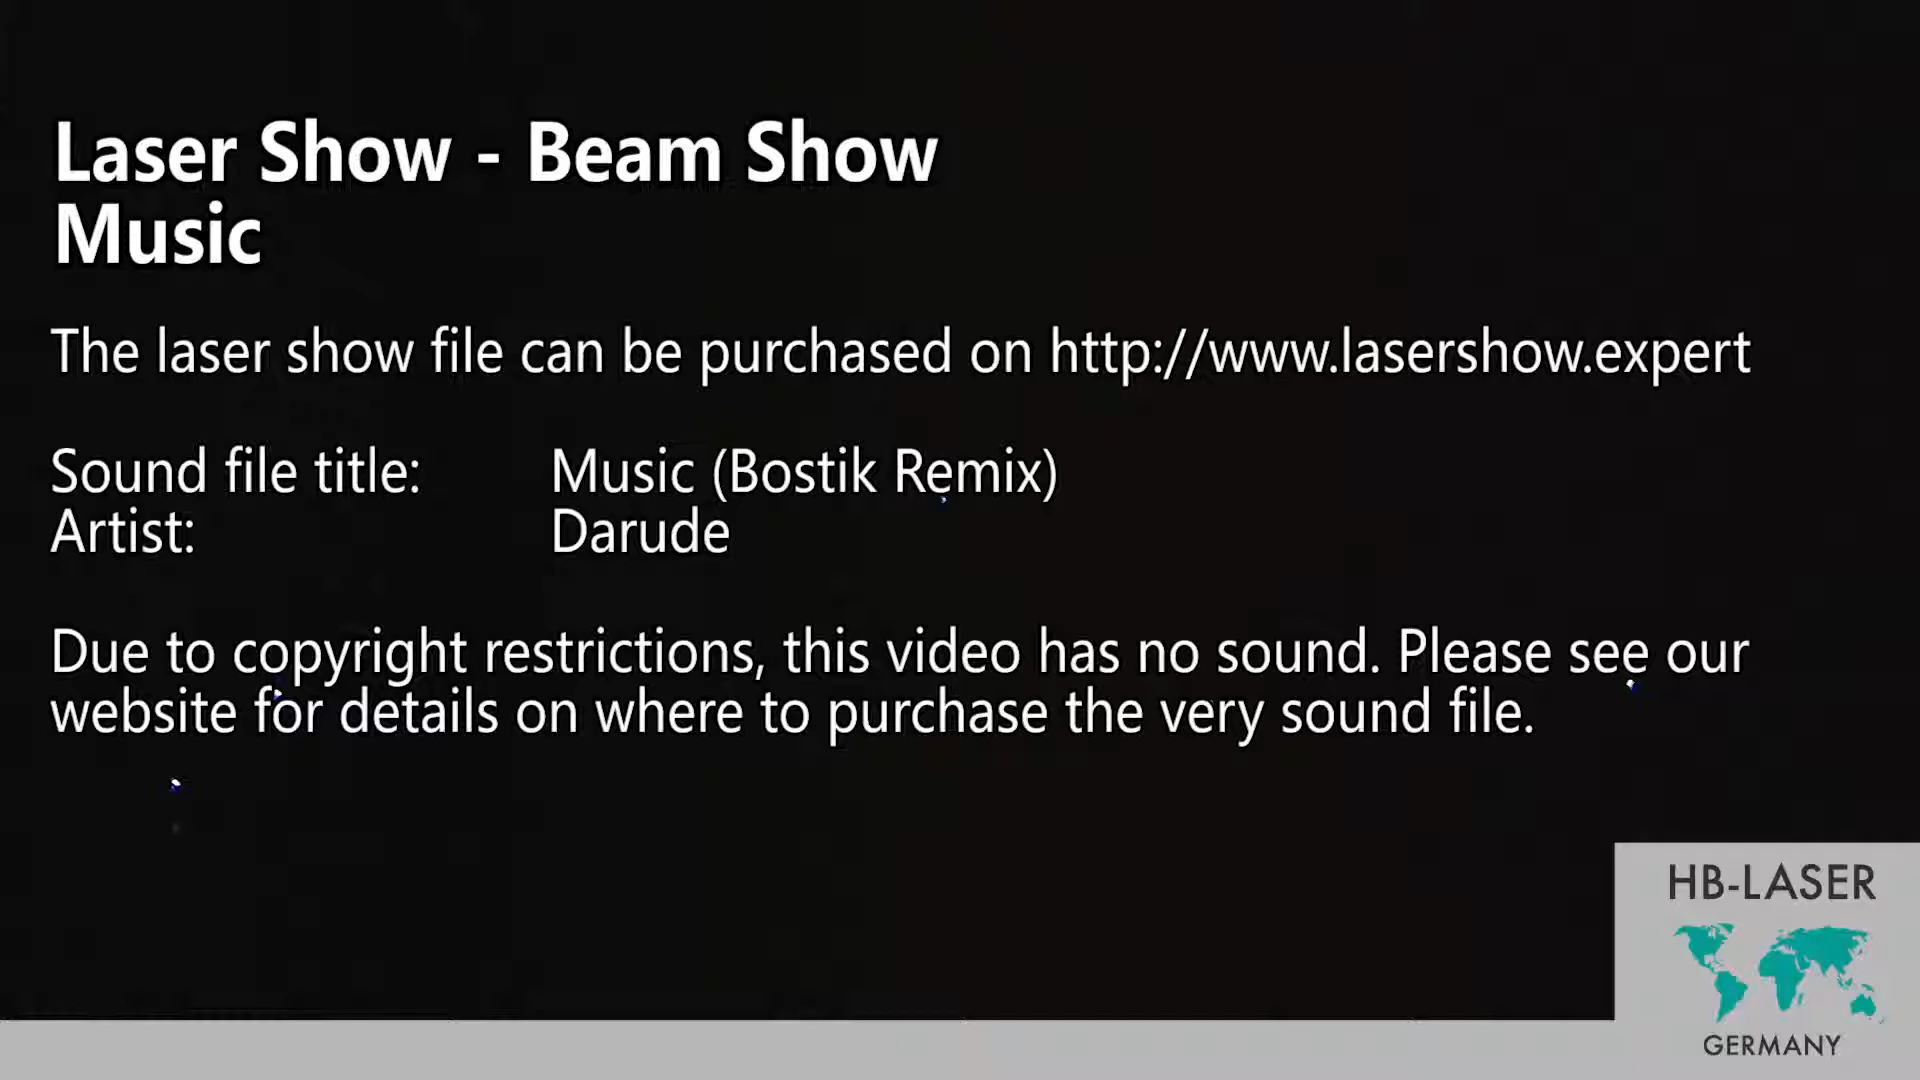 Laser Show - Beam Show
Music
The laser show file can be purchased on http://www.lasershow.expert
Sound file title: Music (Bostik Remix)
Artist: Darude
Due to copyright restrictions, this video has no sound. Please see our
website for details on where to purchase the very sound file.
HB-LASER
GERMANY